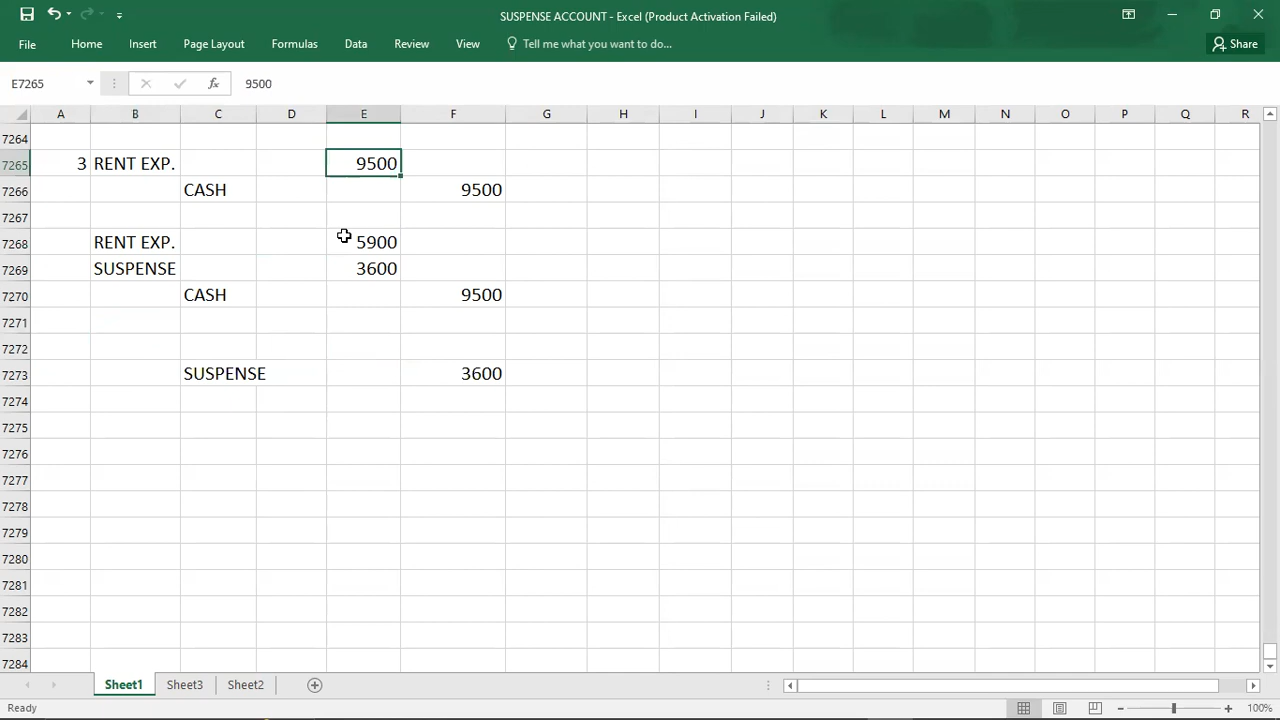 SUSPENSE ACCOUNT - Excel (Product Activation Failed)
File Home Insert Page Layout Formulas Data Review View Tell me what you want to do... Share
E7265 fx 9500
A B C D E F G H I J K L M N O P Q R
7264
7265 3 RENT EXP. 9500
7266 CASH 9500
7267
7268 RENT EXP. 5900
7269 SUSPENSE 3600
7270 CASH 9500
7271
7272
7273 SUSPENSE 3600
7274
7275
7276
7277
7278
7279
7280
7281
7282
7283
7284
Sheet1 Sheet3 Sheet2
Ready 100%